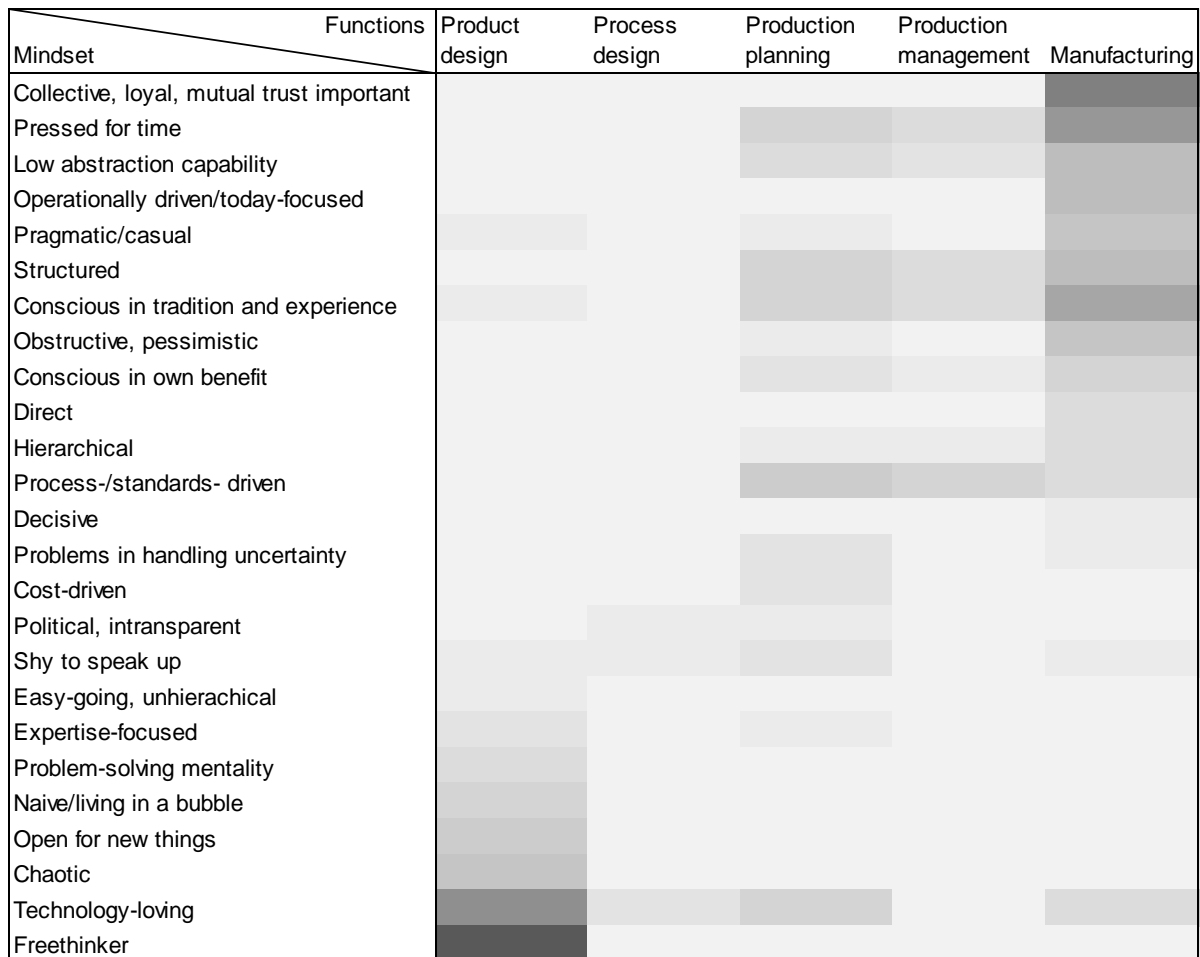 Functions Product Process Production Production
Mindset design design planning management Manufacturing
Collective, loyal, mutual trust important
Pressed for time
Low abstraction capability
Operationally driven/today-focused
Pragmatic/casual
Structured
Conscious in tradition and experience
Obstructive, pessimistic
Conscious in own benefit
Direct
Hierarchical
Process-/standards- driven
Decisive
Problems in handling uncertainty
Cost-driven
Political, intransparent
Shy to speak up
Easy-going, unhierachical
Expertise-focused
Problem-solving mentality
Naive/living in a bubble
Open for new things
Chaotic
Technology-loving
Freethinker